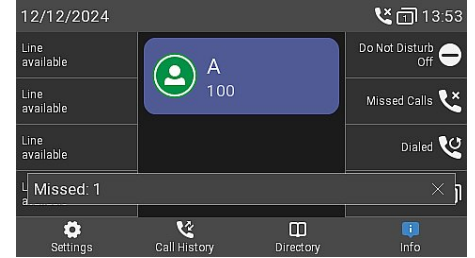 12/12/2024
1
13:53
Line
available
A
100
Do Not Disturb
Off
Line
available
Missed Calls
Line
available
Dialed
Missed: 1
Settings
Call History
Directory
Info